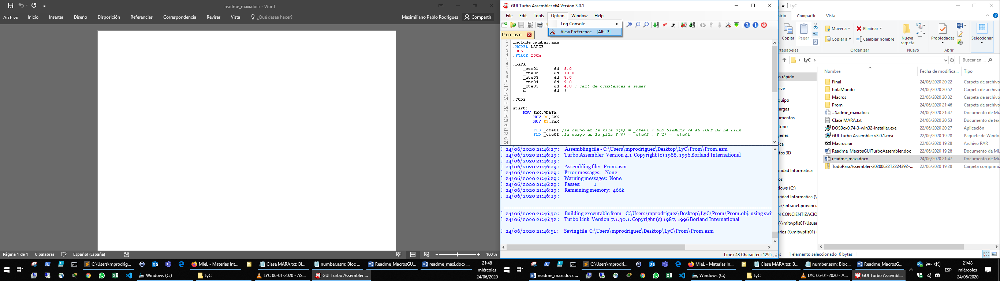 readme_maxi.docx - Word
Archivo Inicio Insertar Diseño Disposición Referencias Correspondencia Revisar Vista ¿Qué desea hacer? Maximiliano Pablo Rodriguez Compartir
Página 1 de 1 0 palabras Español (España) 100 %
GUI Turbo Assembler x64 Version 3.0.1
File Edit Tools Option Window Help
Log Console
View Preference [Alt+P]
Prom.asm
1 include number.asm
2 .MODEL LARGE
3 .386
4 .STACK 200h
5
6 .DATA
7 _cte01 dd 9.0
8 _cte02 dd 10.0
9 _cte03 dd 8.0
10 _cte04 dd 9.0
11 _cte05 dd 4.0 ; cant de constantes a sumar
12 a dd ?
13
14 .CODE
15
16 start:
17 MOV EAX,@DATA
18 MOV DS,EAX
19 MOV ES,EAX
20
21 FLD _cte01 ;la cargo en la pila S(0) = _cte01 ; FLD SIEMPRE VA AL TOPE DE LA PILA
22 FLD _cte02 ;la cargo en la pila S(0) = _cte02 ; S(1) = _cte01
23
24
24/06/2020 21:46:27 : Assembling file - C:\Users\mprodriguez\Desktop\LyC\Prom\Prom.asm
24/06/2020 21:46:29 : Turbo Assembler Version 4.1 Copyright (c) 1988, 1996 Borland International
24/06/2020 21:46:29 :
24/06/2020 21:46:29 : Assembling file: Prom.asm
24/06/2020 21:46:29 : Error messages: None
24/06/2020 21:46:29 : Warning messages: None
24/06/2020 21:46:29 : Passes: 1
24/06/2020 21:46:29 : Remaining memory: 466k
24/06/2020 21:46:29 :
24/06/2020 21:46:30 : Building executable from - C:\Users\mprodriguez\Desktop\LyC\Prom\Prom.obj, using swi
24/06/2020 21:46:32 : Turbo Link Version 7.1.30.1. Copyright (c) 1987, 1996 Borland International
24/06/2020 21:46:51 : Saving file C:\Users\mprodriguez\Desktop\LyC\Prom\Prom.asm
Line : 48 Character : 1295
LyC
nicio Compartir Vista
Copiar Pegar
Mover a
Copiar a
Eliminar
Cambiar nombre
Nueva carpeta
Propiedades
Seleccionar
rtapapeles Organizar Nuevo Abrir
LyC
Buscar en ...
Nombre Fecha de modifica... Tipo
Final 24/06/2020 20:22 Carpeta de archivo
holaMundo 24/06/2020 20:52 Carpeta de archivo
Macros 22/06/2020 20:32 Carpeta de archivo
Prom 24/06/2020 21:46 Carpeta de archivo
~$adme_maxi.docx 24/06/2020 21:47 Documento de Mi.
Clase MARA.txt 24/06/2020 20:53 Documento de tex
DOSBox0.74-3-win32-installer.exe 22/06/2020 20:27 Aplicación
GUI Turbo Assembler v3.0.1.msi 22/06/2020 19:28 Paquete de Windo
Macros.rar 22/06/2020 19:28 Archivo RAR
Readme_MacrosGUITurboAssembler.doc 22/06/2020 19:28 Documento de Mi.
readme_maxi.docx 24/06/2020 21:47 Documento de Mi.
TodoParaAssembler-20200622T222439Z-... 22/06/2020 19:28 Carpeta comprimi.
o rápido
rive
quipo
argas
umentos
torio
genes
ica
etos 3D
uridad Informatica
os
dows (C:)
uridad Informatica (\
s://intranet.provinci
N CONCIENTIZACIO
(\\mitwpfls01\Usuar
arios (\\mitwpfls01)
os 1 elemento seleccionado 0 bytes
C:\Users\mprodrig... MIeL - Materias Int... Clase MARA.txt: Bl... number.asm: Bloc ... Readme_MacrosGU... readme_maxi.docx ...
Windows (C:) LyC LYC 06-01-2020 - AS... GUI Turbo Assembler ...
21:48
miércoles
24/06/2020
C:\Users\mprodri... MIeL - Materias In... Clase MARA.txt: B... number.asm: Bloc... Readme_MacrosG...
readme_maxi.docx ... Windows (C:) LyC LYC 06-01-2020 - A... GUI Turbo Assembl...
ESP
21:48
miércoles
24/06/2020